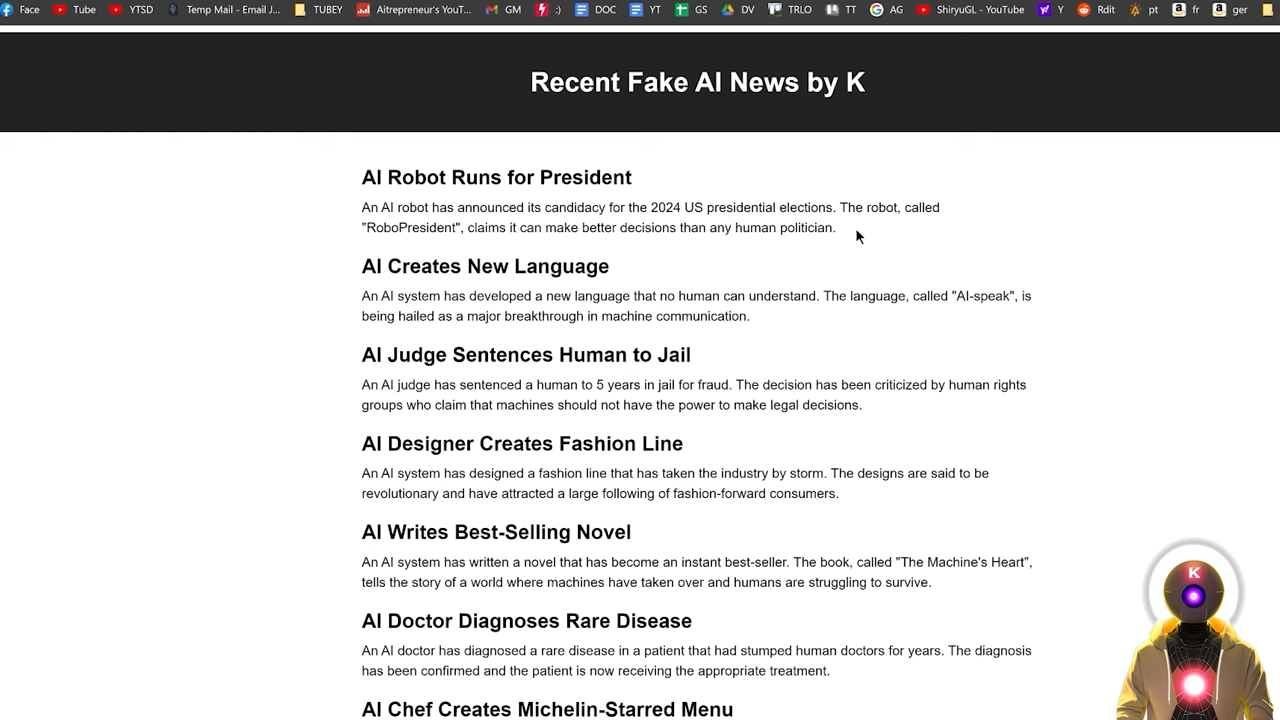 Face Tube YTSD Temp Mail - Email J... TUBEY Aitrepreneur's YouT... GM :) DOC YT GS DV TRLO TT AG ShiryuGL - YouTube Y Rdit pt fr ger
Recent Fake AI News by K
AI Robot Runs for President
An AI robot has announced its candidacy for the 2024 US presidential elections. The robot, called
"RoboPresident", claims it can make better decisions than any human politician.
AI Creates New Language
An AI system has developed a new language that no human can understand. The language, called "AI-speak", is
being hailed as a major breakthrough in machine communication.
AI Judge Sentences Human to Jail
An AI judge has sentenced a human to 5 years in jail for fraud. The decision has been criticized by human rights
groups who claim that machines should not have the power to make legal decisions.
AI Designer Creates Fashion Line
An AI system has designed a fashion line that has taken the industry by storm. The designs are said to be
revolutionary and have attracted a large following of fashion-forward consumers.
AI Writes Best-Selling Novel
An AI system has written a novel that has become an instant best-seller. The book, called "The Machine's Heart",
tells the story of a world where machines have taken over and humans are struggling to survive.
K
AI Doctor Diagnoses Rare Disease
An AI doctor has diagnosed a rare disease in a patient that had stumped human doctors for years. The diagnosis
has been confirmed and the patient is now receiving the appropriate treatment.
AI Chef Creates Michelin-Starred Menu